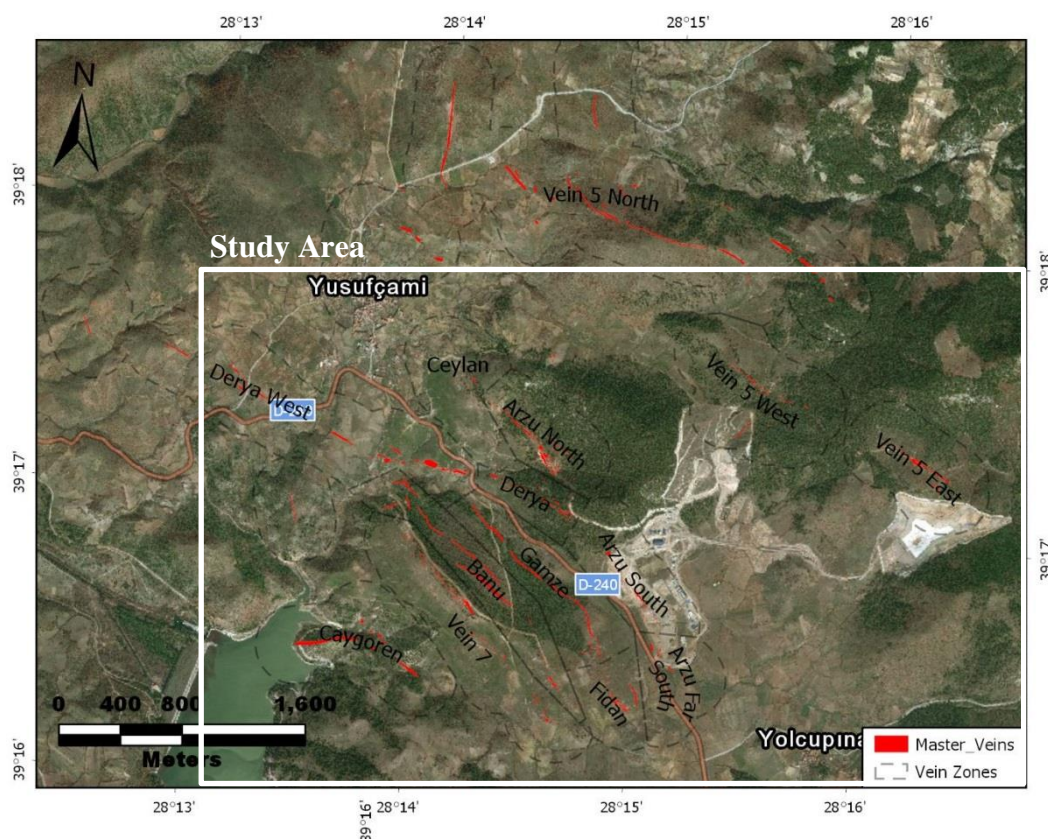 28°13' 28°14' 28°15' 28°16'
N
39°18'
Vein 5 North
Study Area
39°18'
Yusufçami
Ceylan
Derya West
Vein 5 West
Arzu North
39°17'
Vein 5 East
Derya
Arzu South
Gamze
D-240
39°17'
Banu
Vein 7
Caygoren
Arzu Far
South
Fidan
0 400 800 1,600
Meters
39°16'
Master_Veins
Vein Zones
28°13' 28°14' 28°15' 28°16'
39°16'